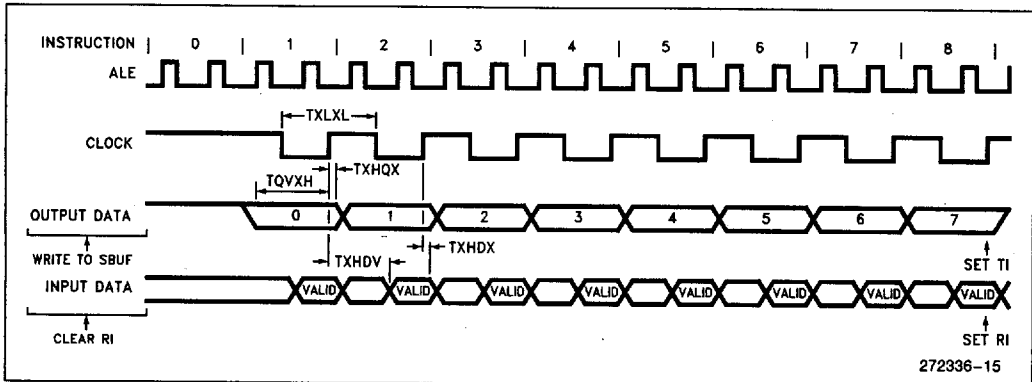 INSTRUCTION | 0 | 1 | 2 | 3 | 4 | 5 | 6 | 7 | 8 |
ALE
TXLXL
CLOCK
TXHQX
TQVXH
OUTPUT DATA 0 1 2 3 4 5 6 7
TXHDX
WRITE TO SBUF TXHDV SET TI
INPUT DATA VALID VALID VALID VALID VALID VALID VALID VALID
CLEAR RI SET RI
272336-15